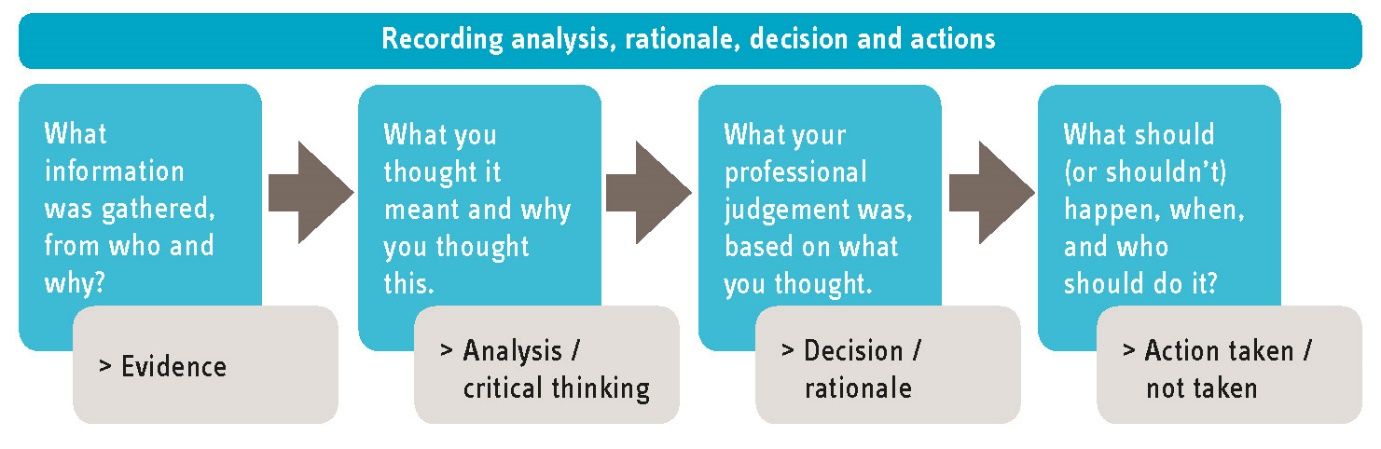 Recording analysis, rationale, decision and actions
What
information
was gathered,
from who and
why?
> Evidence
What you
thought it
meant and why
you thought
this.
> Analysis /
critical thinking
What your
professional
judgement was,
based on what
you thought.
> Decision /
rationale
What should
(or shouldn’t)
happen, when,
and who
should do it?
> Action taken /
not taken